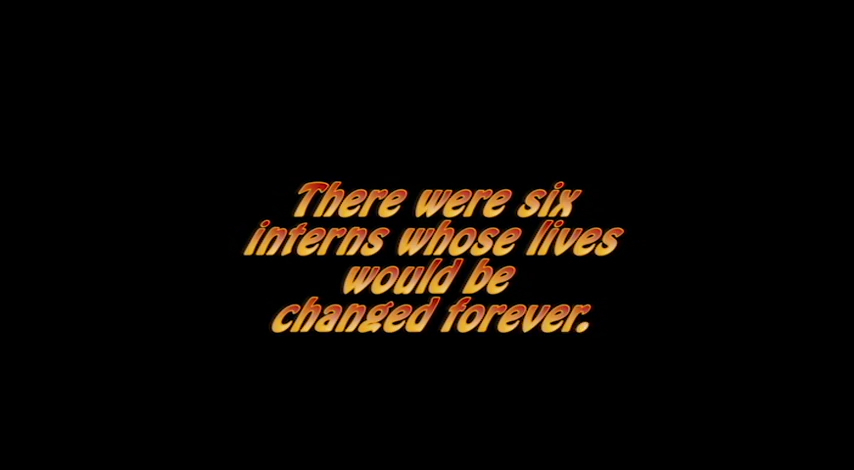 There were six
interns whose lives
would be
changed forever.